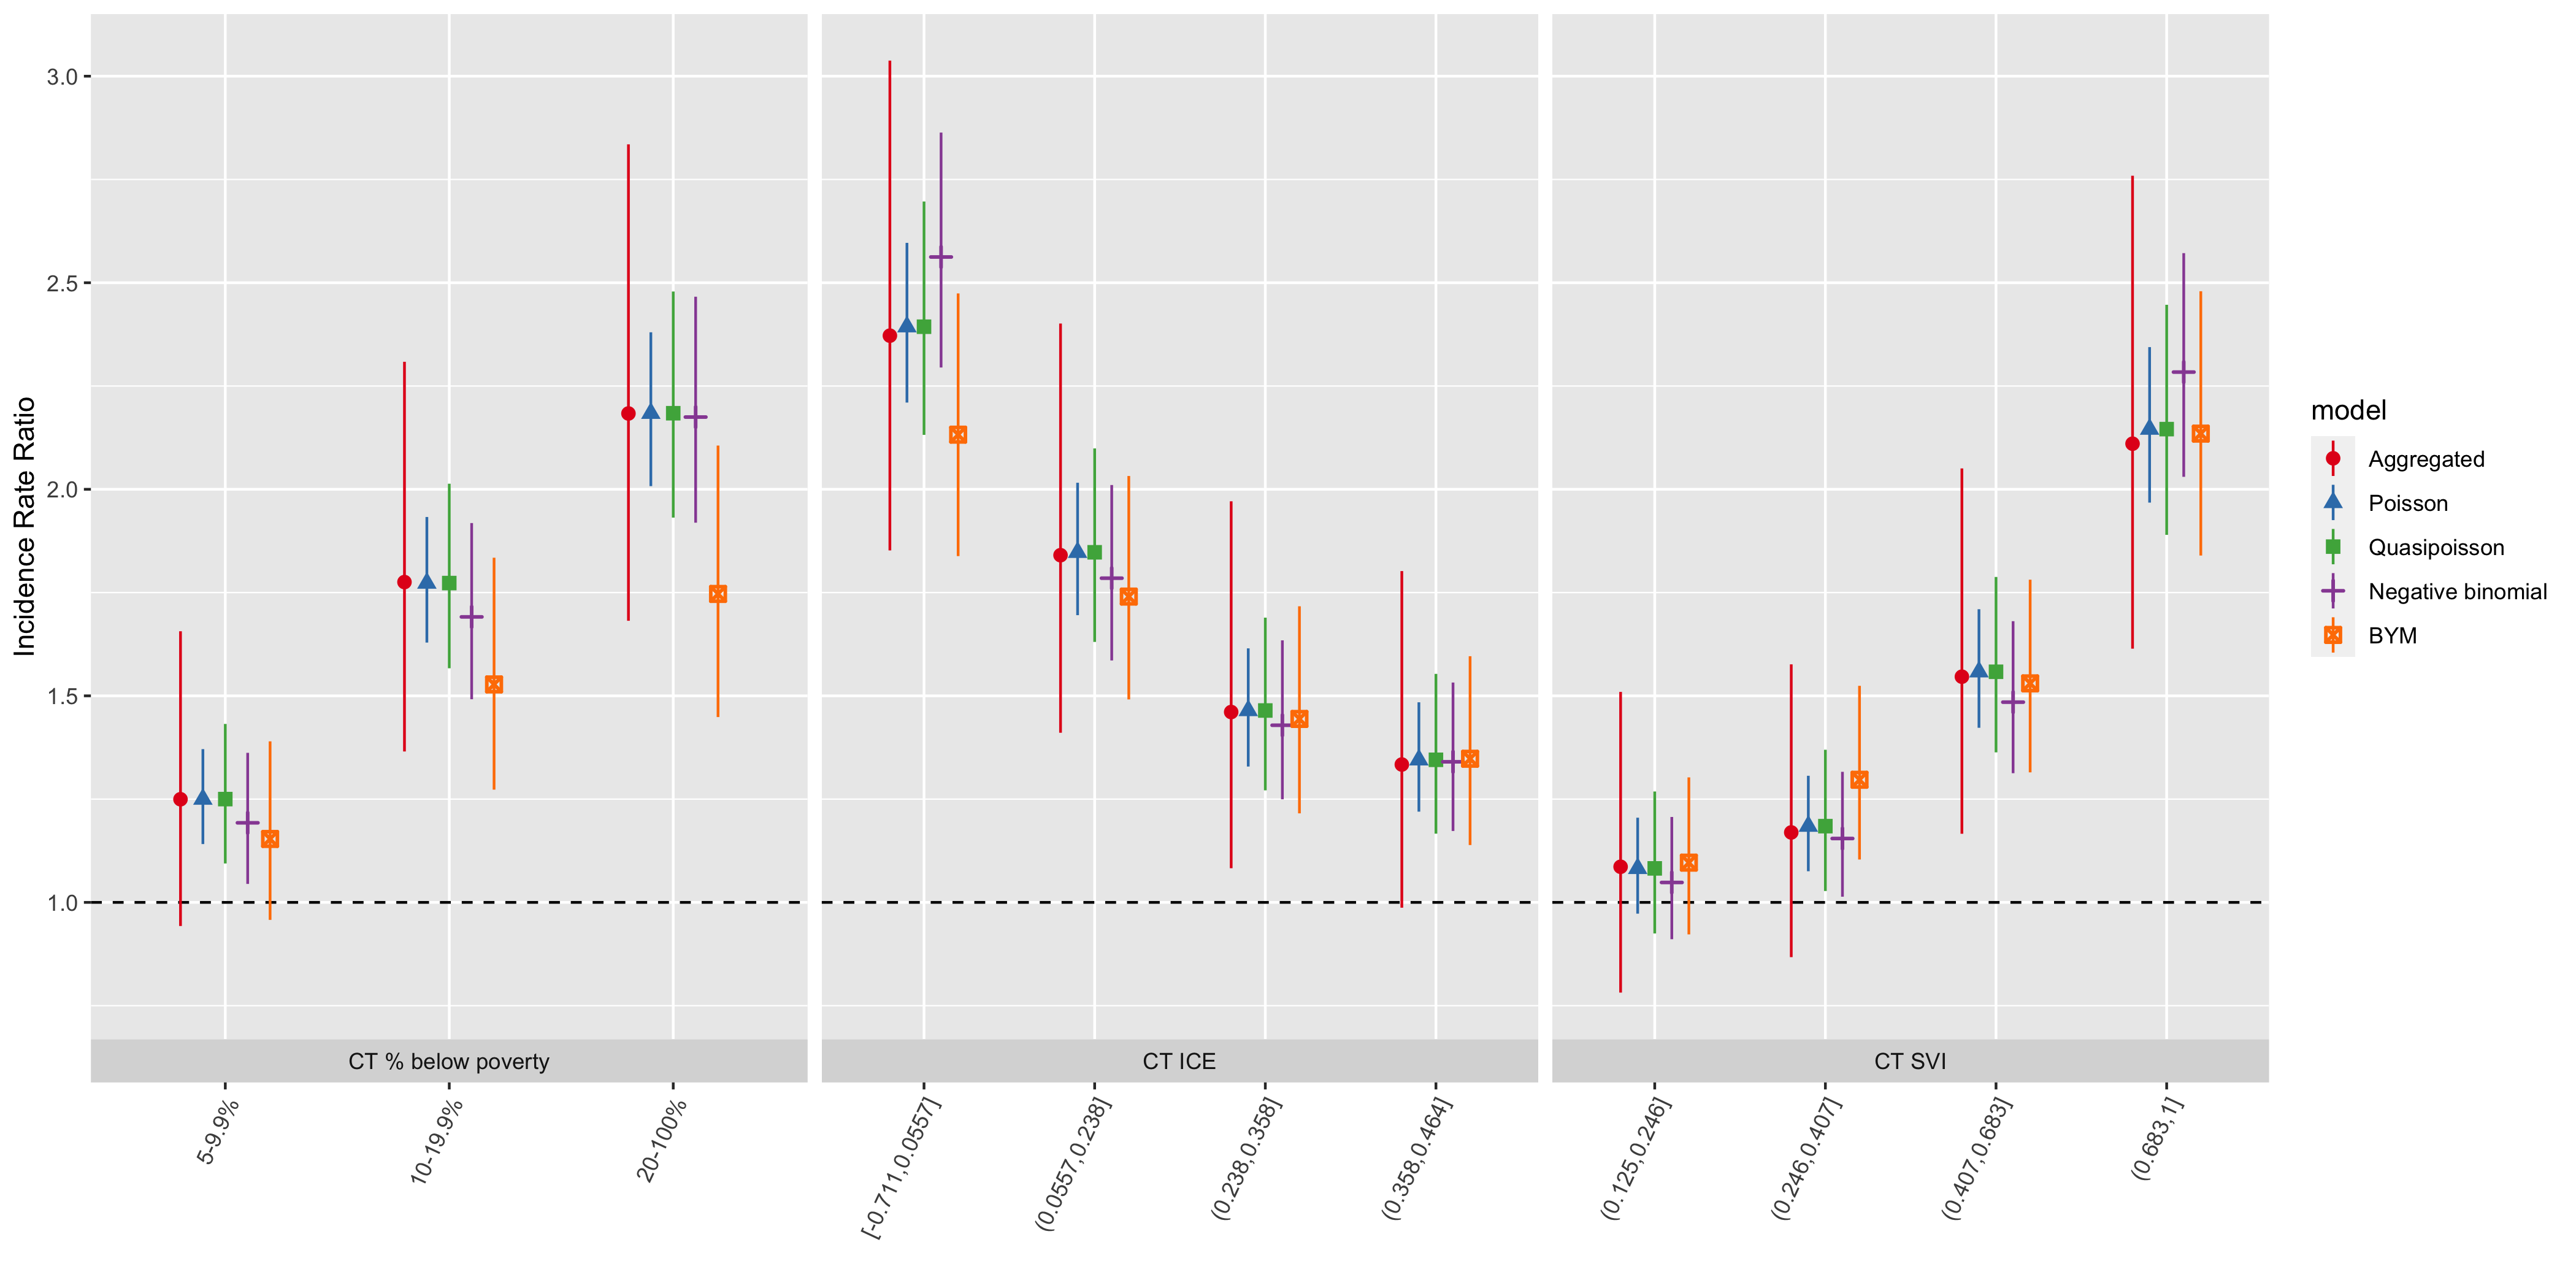 Incidence Rate Ratio
3.0
2.5
2.0
1.5
1.0
CT % below poverty
CT ICE
CT SVI
5-9.9%
10-19.9%
20-100%
[-0.711,0.0557]
(0.0557,0.238]
(0.238,0.358]
(0.358,0.464]
(0.125,0.246]
(0.246,0.407]
(0.407,0.683]
(0.683,1]
model
Aggregated
Poisson
Quasipoisson
Negative binomial
BYM